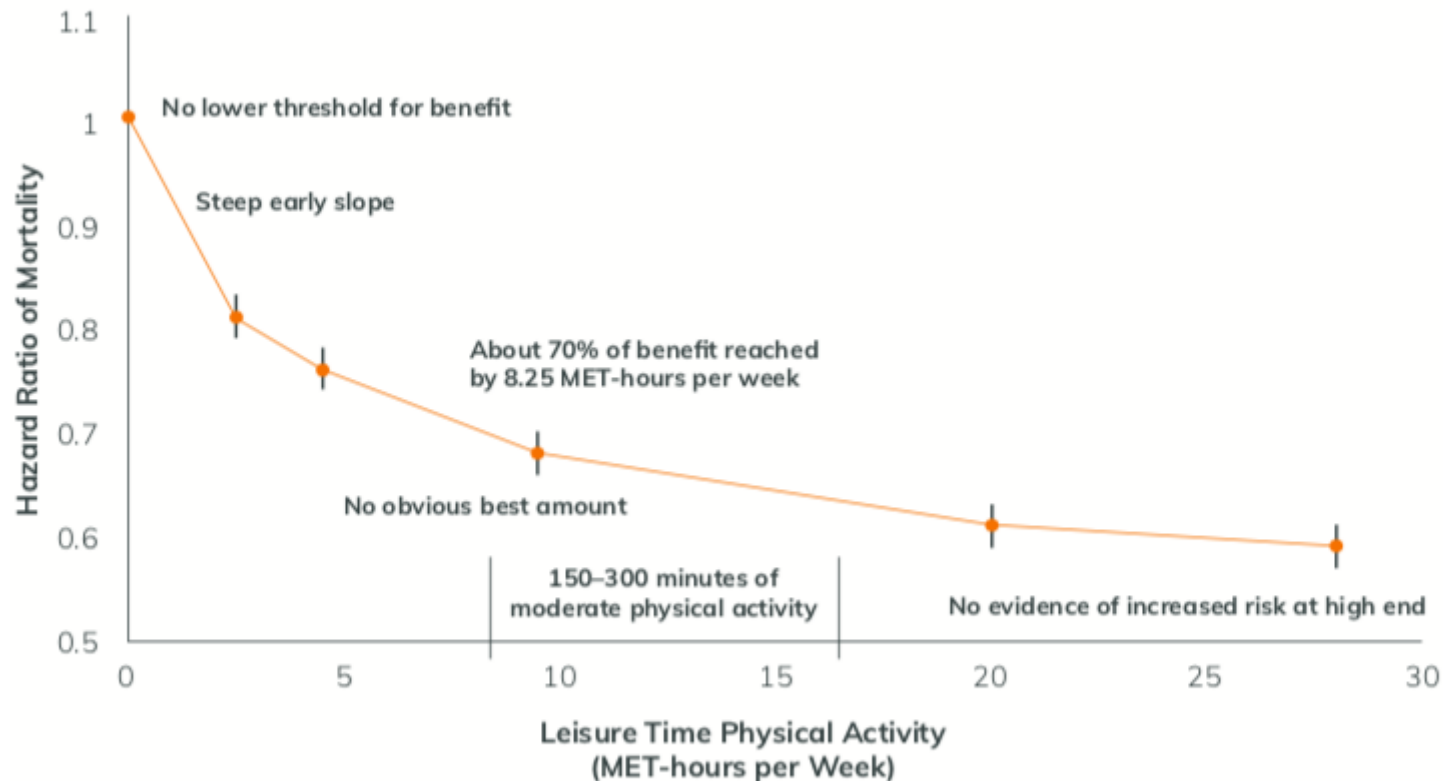 1.1
No lower threshold for benefit
1
Steep early slope
0.9
0.8
About 70% of benefit reached
by 8.25 MET-hours per week
0.7
No obvious best amount
0.6
150–300 minutes of
moderate physical activity
No evidence of increased risk at high end
0.5
Hazard Ratio of Mortality
0 5 10 15 20 25 30
Leisure Time Physical Activity
(MET-hours per Week)